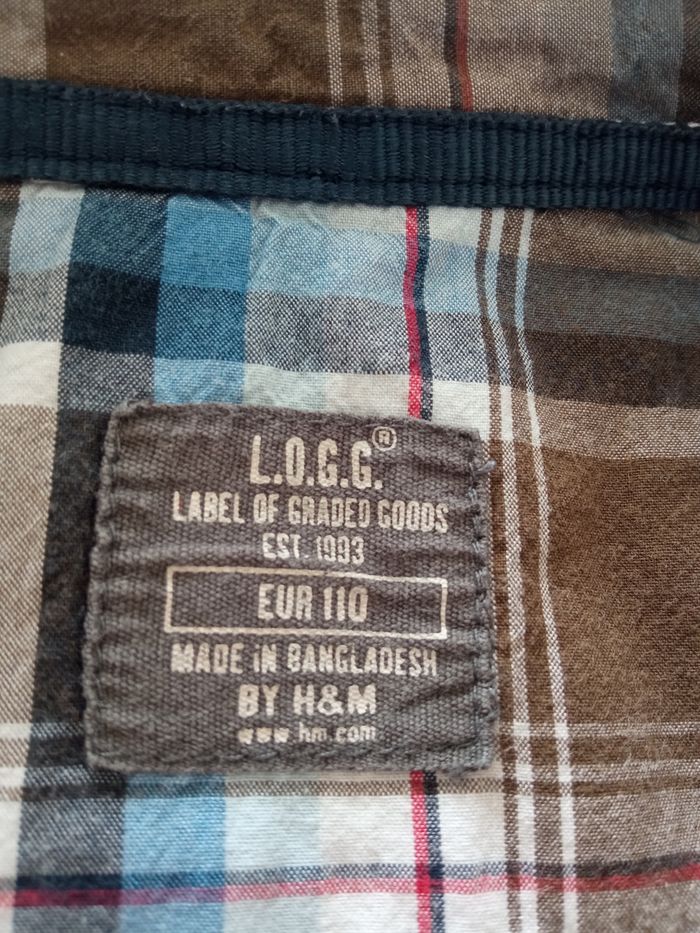 L.O.G.G.®
LABEL OF GRADED GOODS
EST. 1993
EUR 110
MADE IN BANGLADESH
BY H&M
www.hm.com